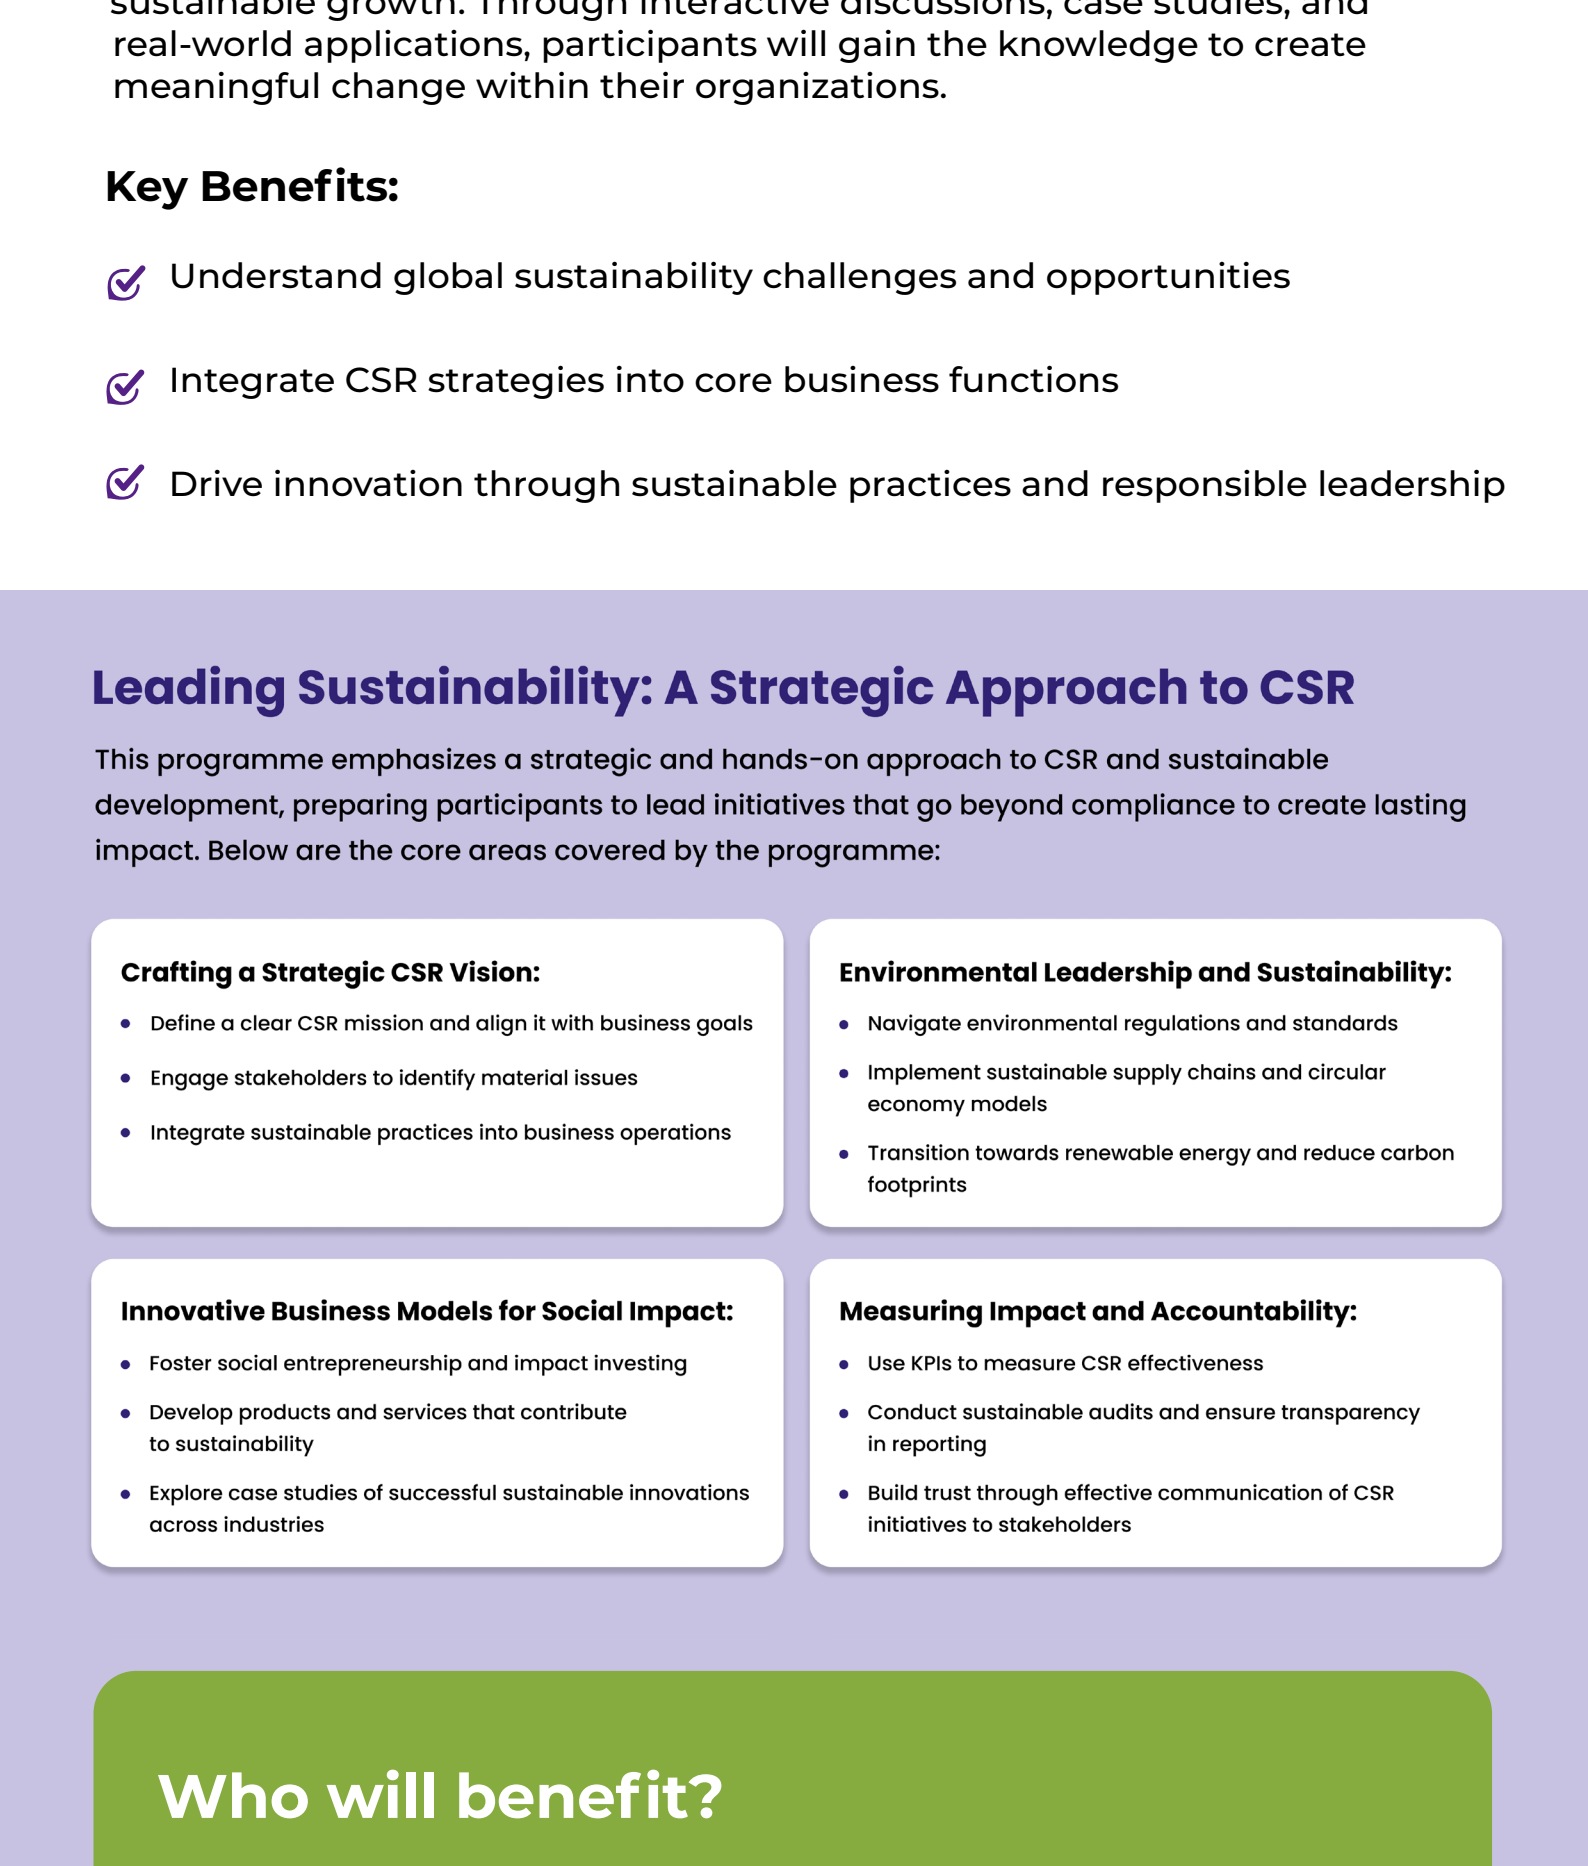 sustainable growth. Through interactive discussions, case studies, and
real-world applications, participants will gain the knowledge to create
meaningful change within their organizations.
Key Benefits:
Understand global sustainability challenges and opportunities
Integrate CSR strategies into core business functions
Drive innovation through sustainable practices and responsible leadership
Leading Sustainability: A Strategic Approach to CSR
This programme emphasizes a strategic and hands-on approach to CSR and sustainable
development, preparing participants to lead initiatives that go beyond compliance to create lasting
impact. Below are the core areas covered by the programme:
Crafting a Strategic CSR Vision:
• Define a clear CSR mission and align it with business goals
• Engage stakeholders to identify material issues
• Integrate sustainable practices into business operations
Environmental Leadership and Sustainability:
• Navigate environmental regulations and standards
• Implement sustainable supply chains and circular
economy models
• Transition towards renewable energy and reduce carbon
footprints
Innovative Business Models for Social Impact:
• Foster social entrepreneurship and impact investing
• Develop products and services that contribute
to sustainability
• Explore case studies of successful sustainable innovations
across industries
Measuring Impact and Accountability:
• Use KPIs to measure CSR effectiveness
• Conduct sustainable audits and ensure transparency
in reporting
• Build trust through effective communication of CSR
initiatives to stakeholders
Who will benefit?